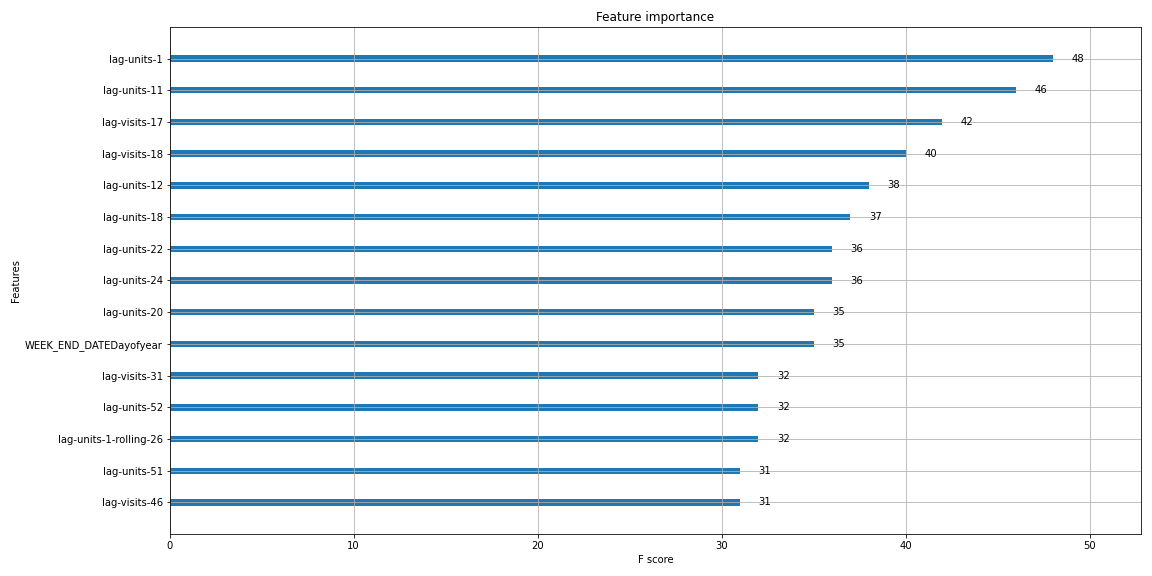 Feature importance
lag-units-1
48
lag-units-11
46
lag-visits-17
42
lag-visits-18
40
lag-units-12
38
lag-units-18
37
lag-units-22
36
lag-units-24
36
lag-units-20
35
WEEK_END_DATEDayofyear
35
lag-visits-31
32
lag-units-52
32
lag-units-1-rolling-26
32
lag-units-51
31
lag-visits-46
31
Features
0 10 20 30 40 50
F score